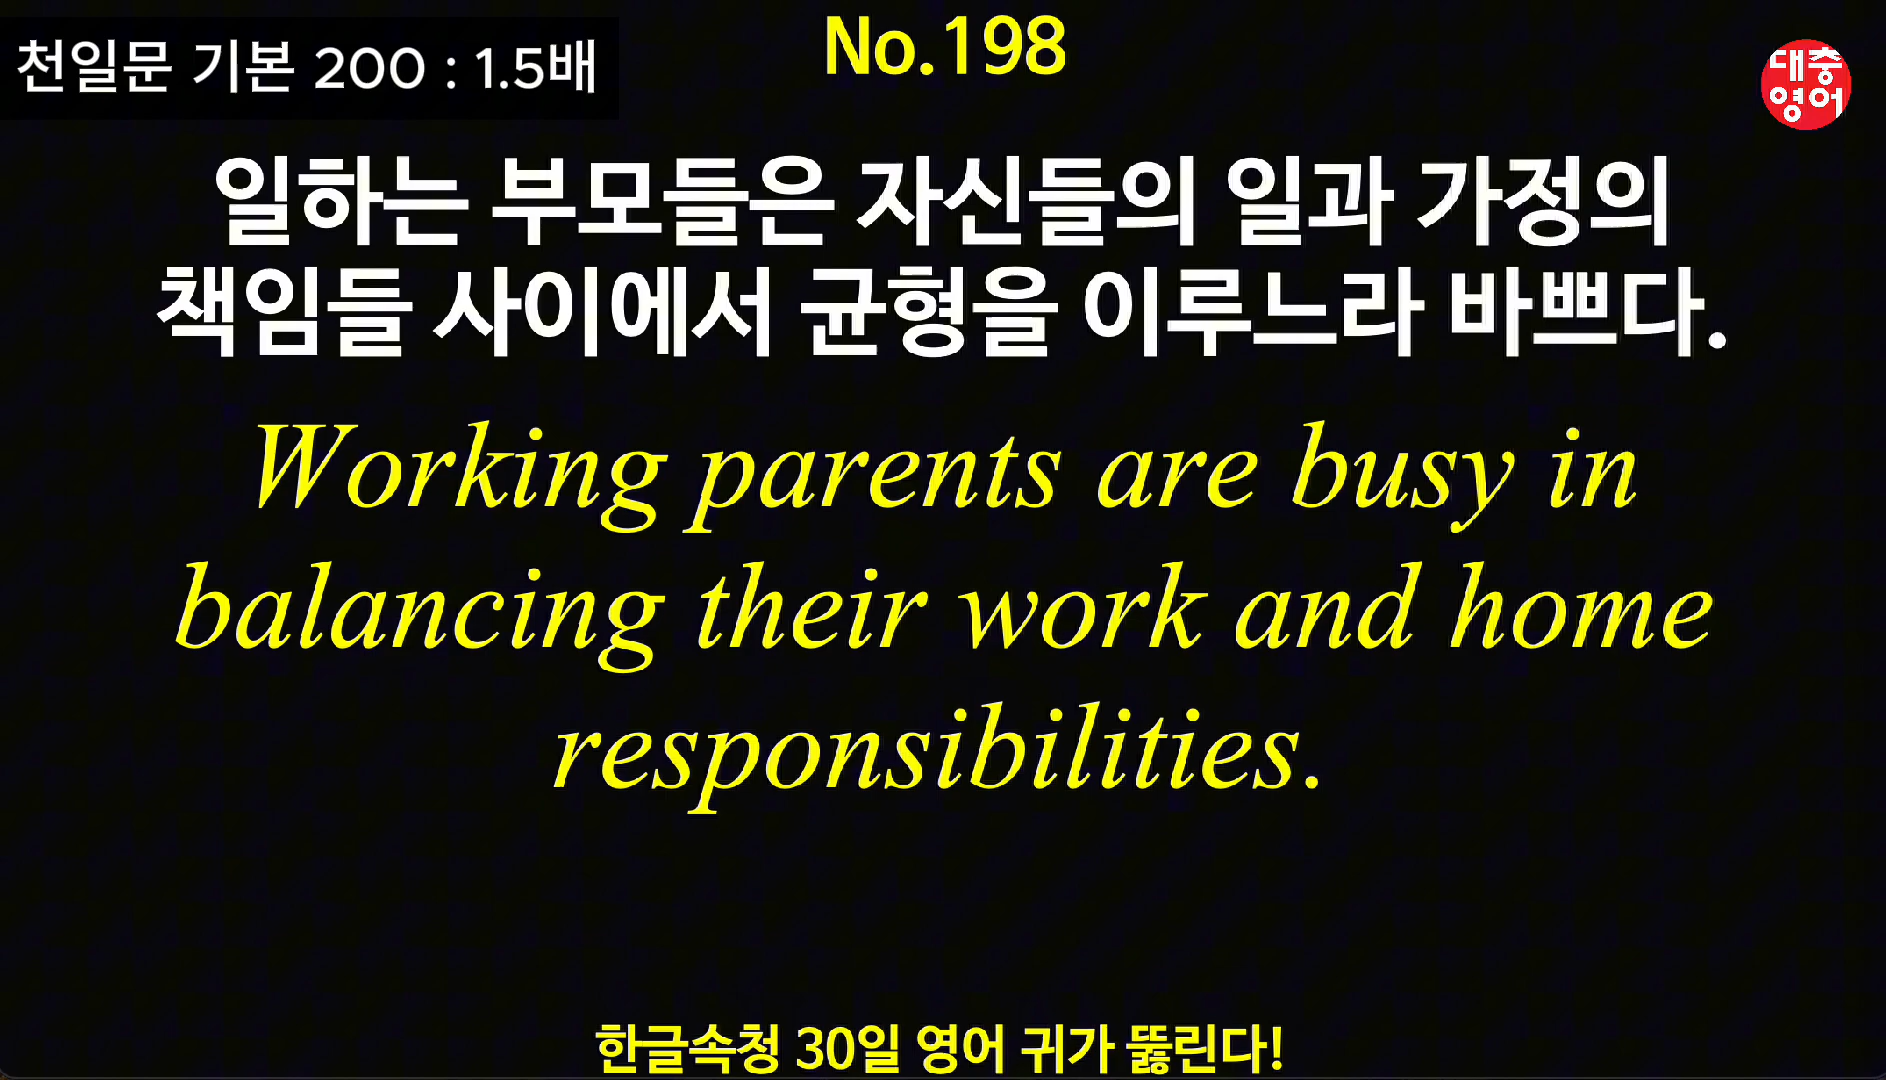 천일문 기본 200 : 1.5배
No.198
대중
영어
일하는 부모들은 자신들의 일과 가정의
책임들 사이에서 균형을 이루느라 바쁘다.
Working parents are busy in
balancing their work and home
responsibilities.
한글속청 30일 영어 귀가 뚫린다!